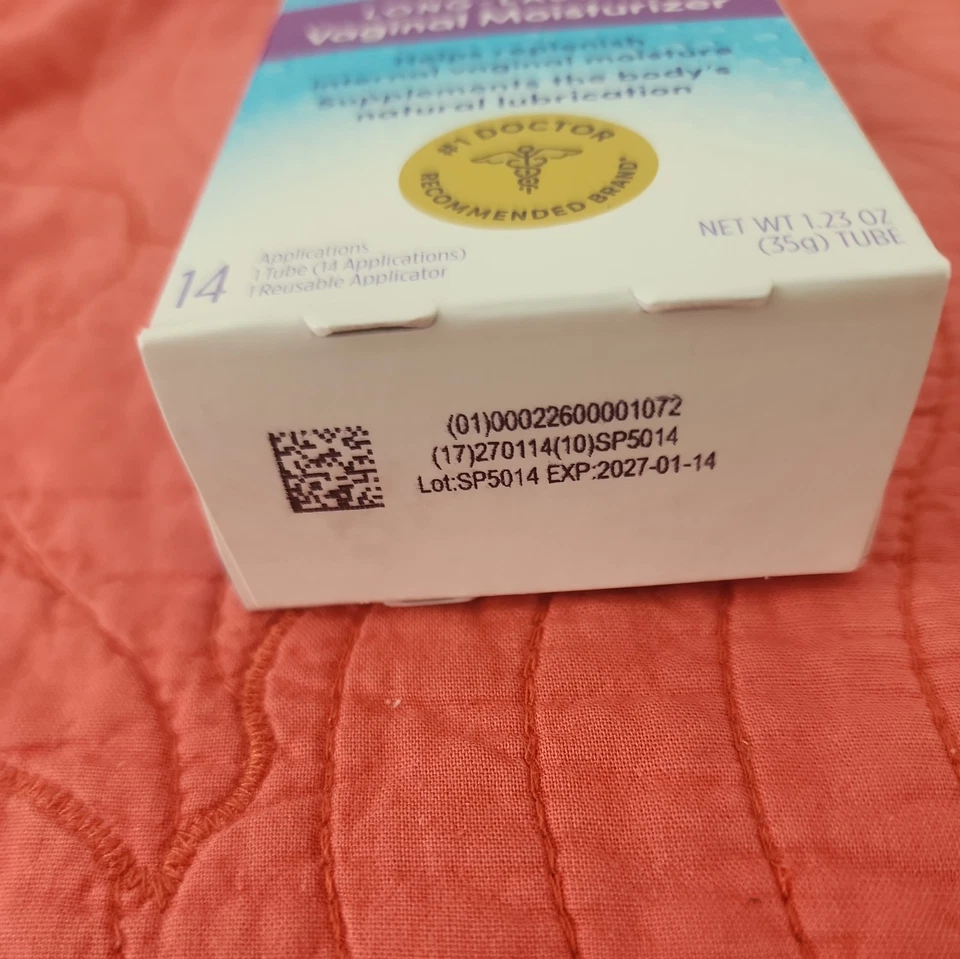 Vaginal Moisturizer
Helps replenish
internal vaginal moisture
Supplements the body's
natural lubrication
#1 DOCTOR
RECOMMENDED BRAND*
14
Applications
1 Tube (14 Applications)
1 Reusable Applicator
NET WT 1.23 OZ
(35g) TUBE
(01)00022600001072
(17)270114(10)SP5014
Lot:SP5014 EXP:2027-01-14